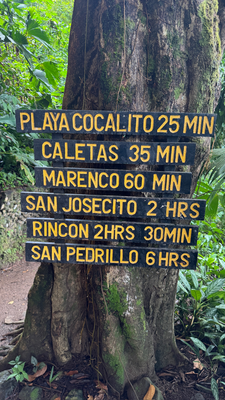 PLAYA COCALITO 25 MIN
CALETAS 35 MIN
MARENCO 60 MIN
SAN JOSECITO 2 HRS
RINCON 2HRS 30MIN
SAN PEDRILLO 6 HRS